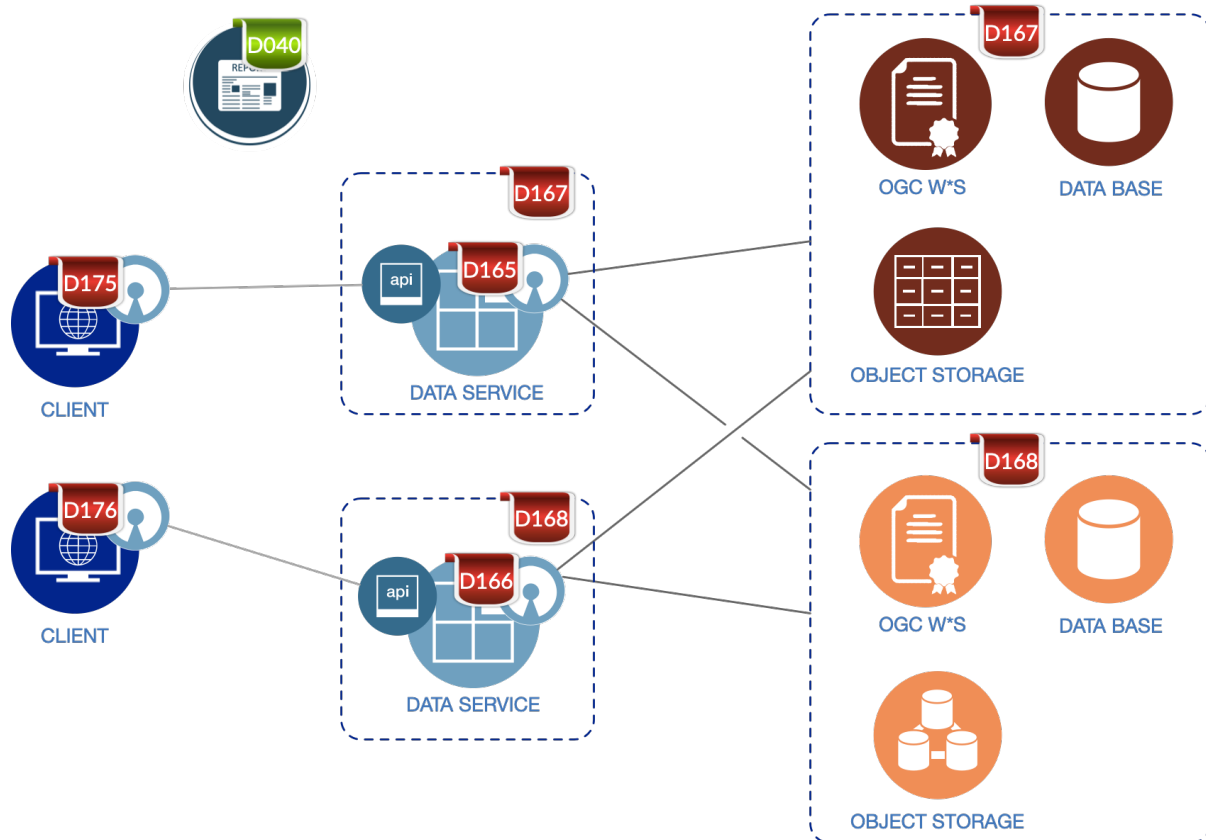 D040
REPO
D167
OGC W*S
DATA BASE
D167
D175
api
D165
CLIENT
DATA SERVICE
OBJECT STORAGE
D176
D168
api
D166
CLIENT
DATA SERVICE
D168
OGC W*S
DATA BASE
OBJECT STORAGE